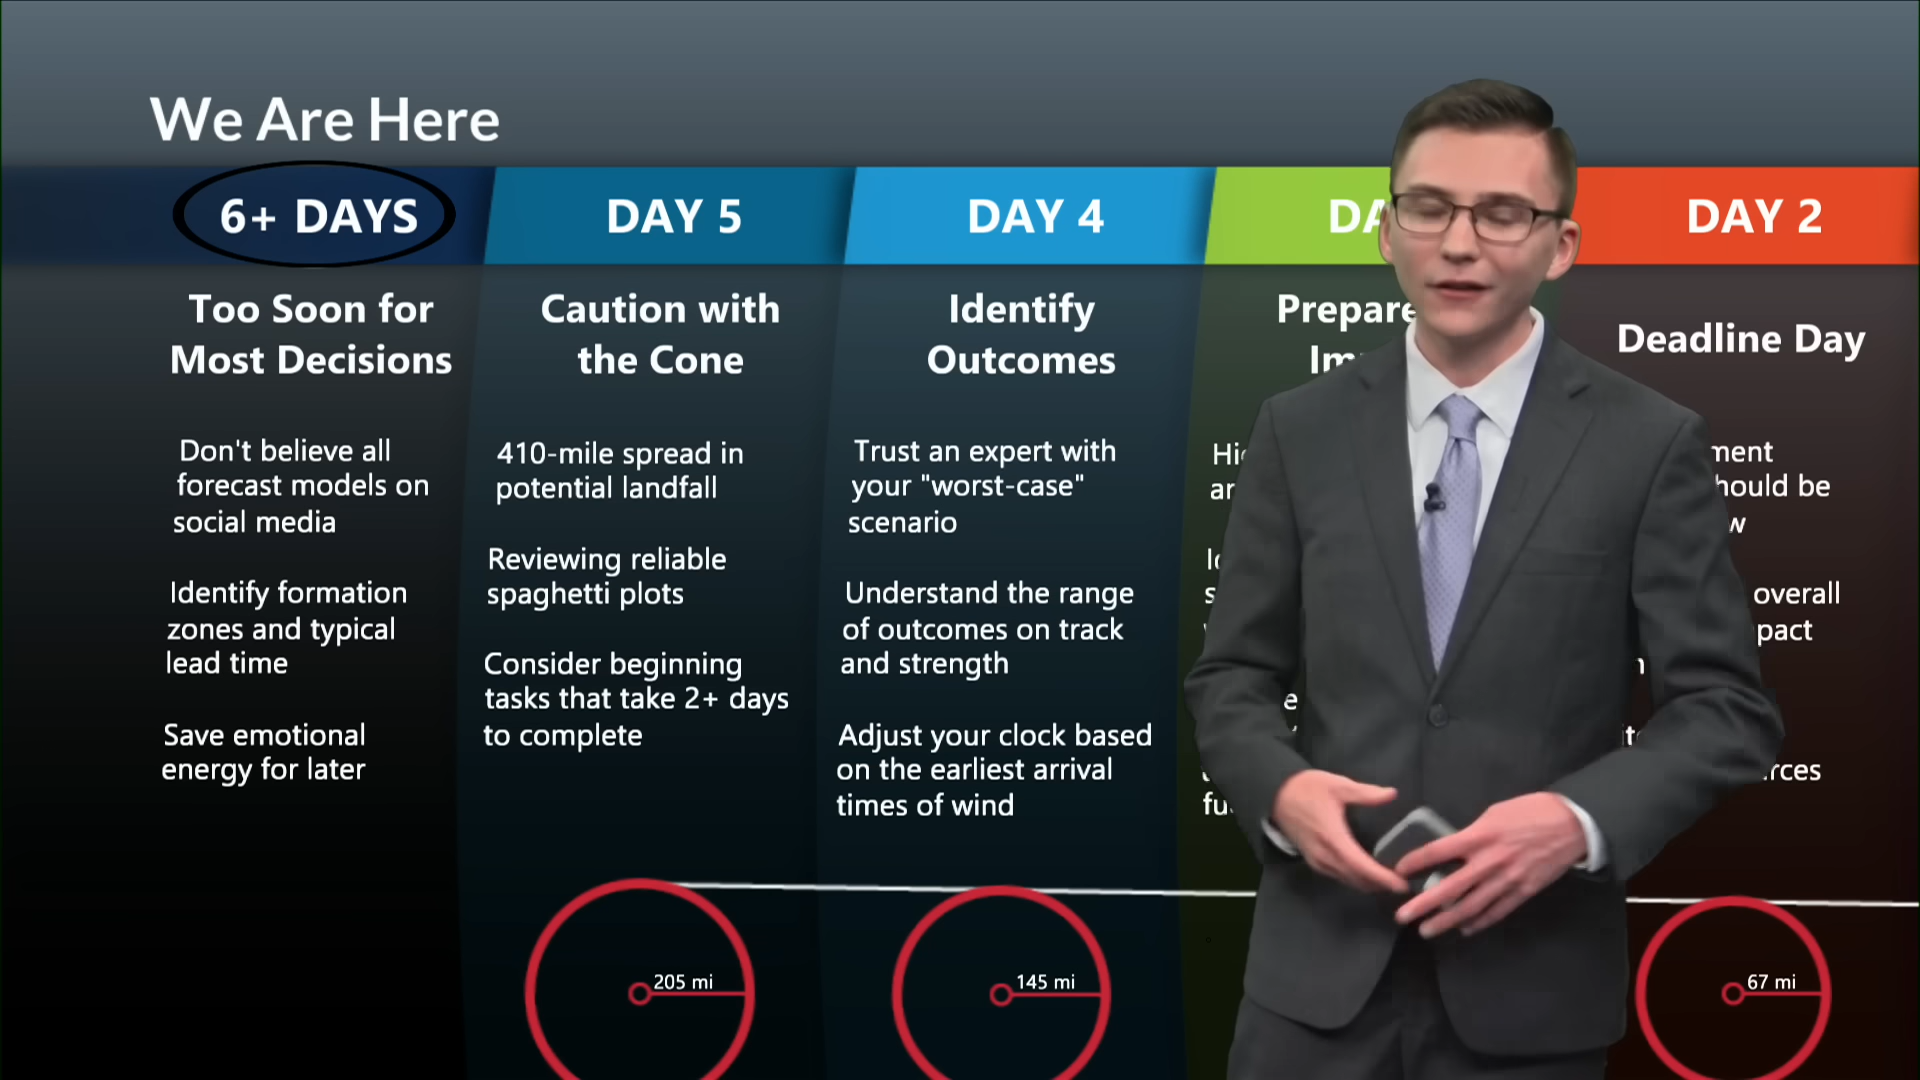 We Are Here
6+ DAYS
Too Soon for
Most Decisions
Don't believe all
forecast models on
social media
Identify formation
zones and typical
lead time
Save emotional
energy for later
DAY 5
Caution with
the Cone
410-mile spread in
potential landfall
Reviewing reliable
spaghetti plots
Consider beginning
tasks that take 2+ days
to complete
205 mi
DAY 4
Identify
Outcomes
Trust an expert with
your "worst-case"
scenario
Understand the range
of outcomes on track
and strength
Adjust your clock based
on the earliest arrival
times of wind
145 mi
Prepare
DAY 2
Deadline Day
be
overall
67 mi